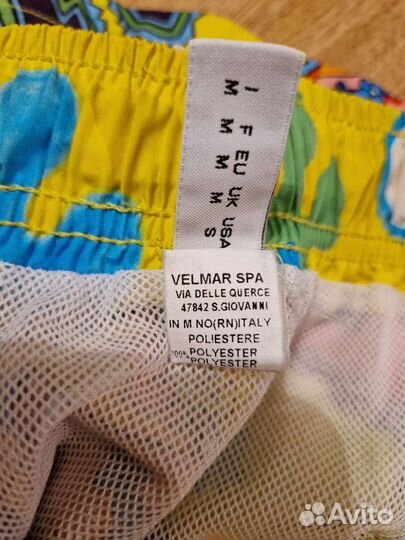 I F EU UK USA
M M M M S
VELMAR SPA
VIA DELLE QUERCE
47842 S.GIOVANNI
IN M.NO(RN)ITALY
POLIESTERE
100% POLYESTER
POLYESTER
Avito